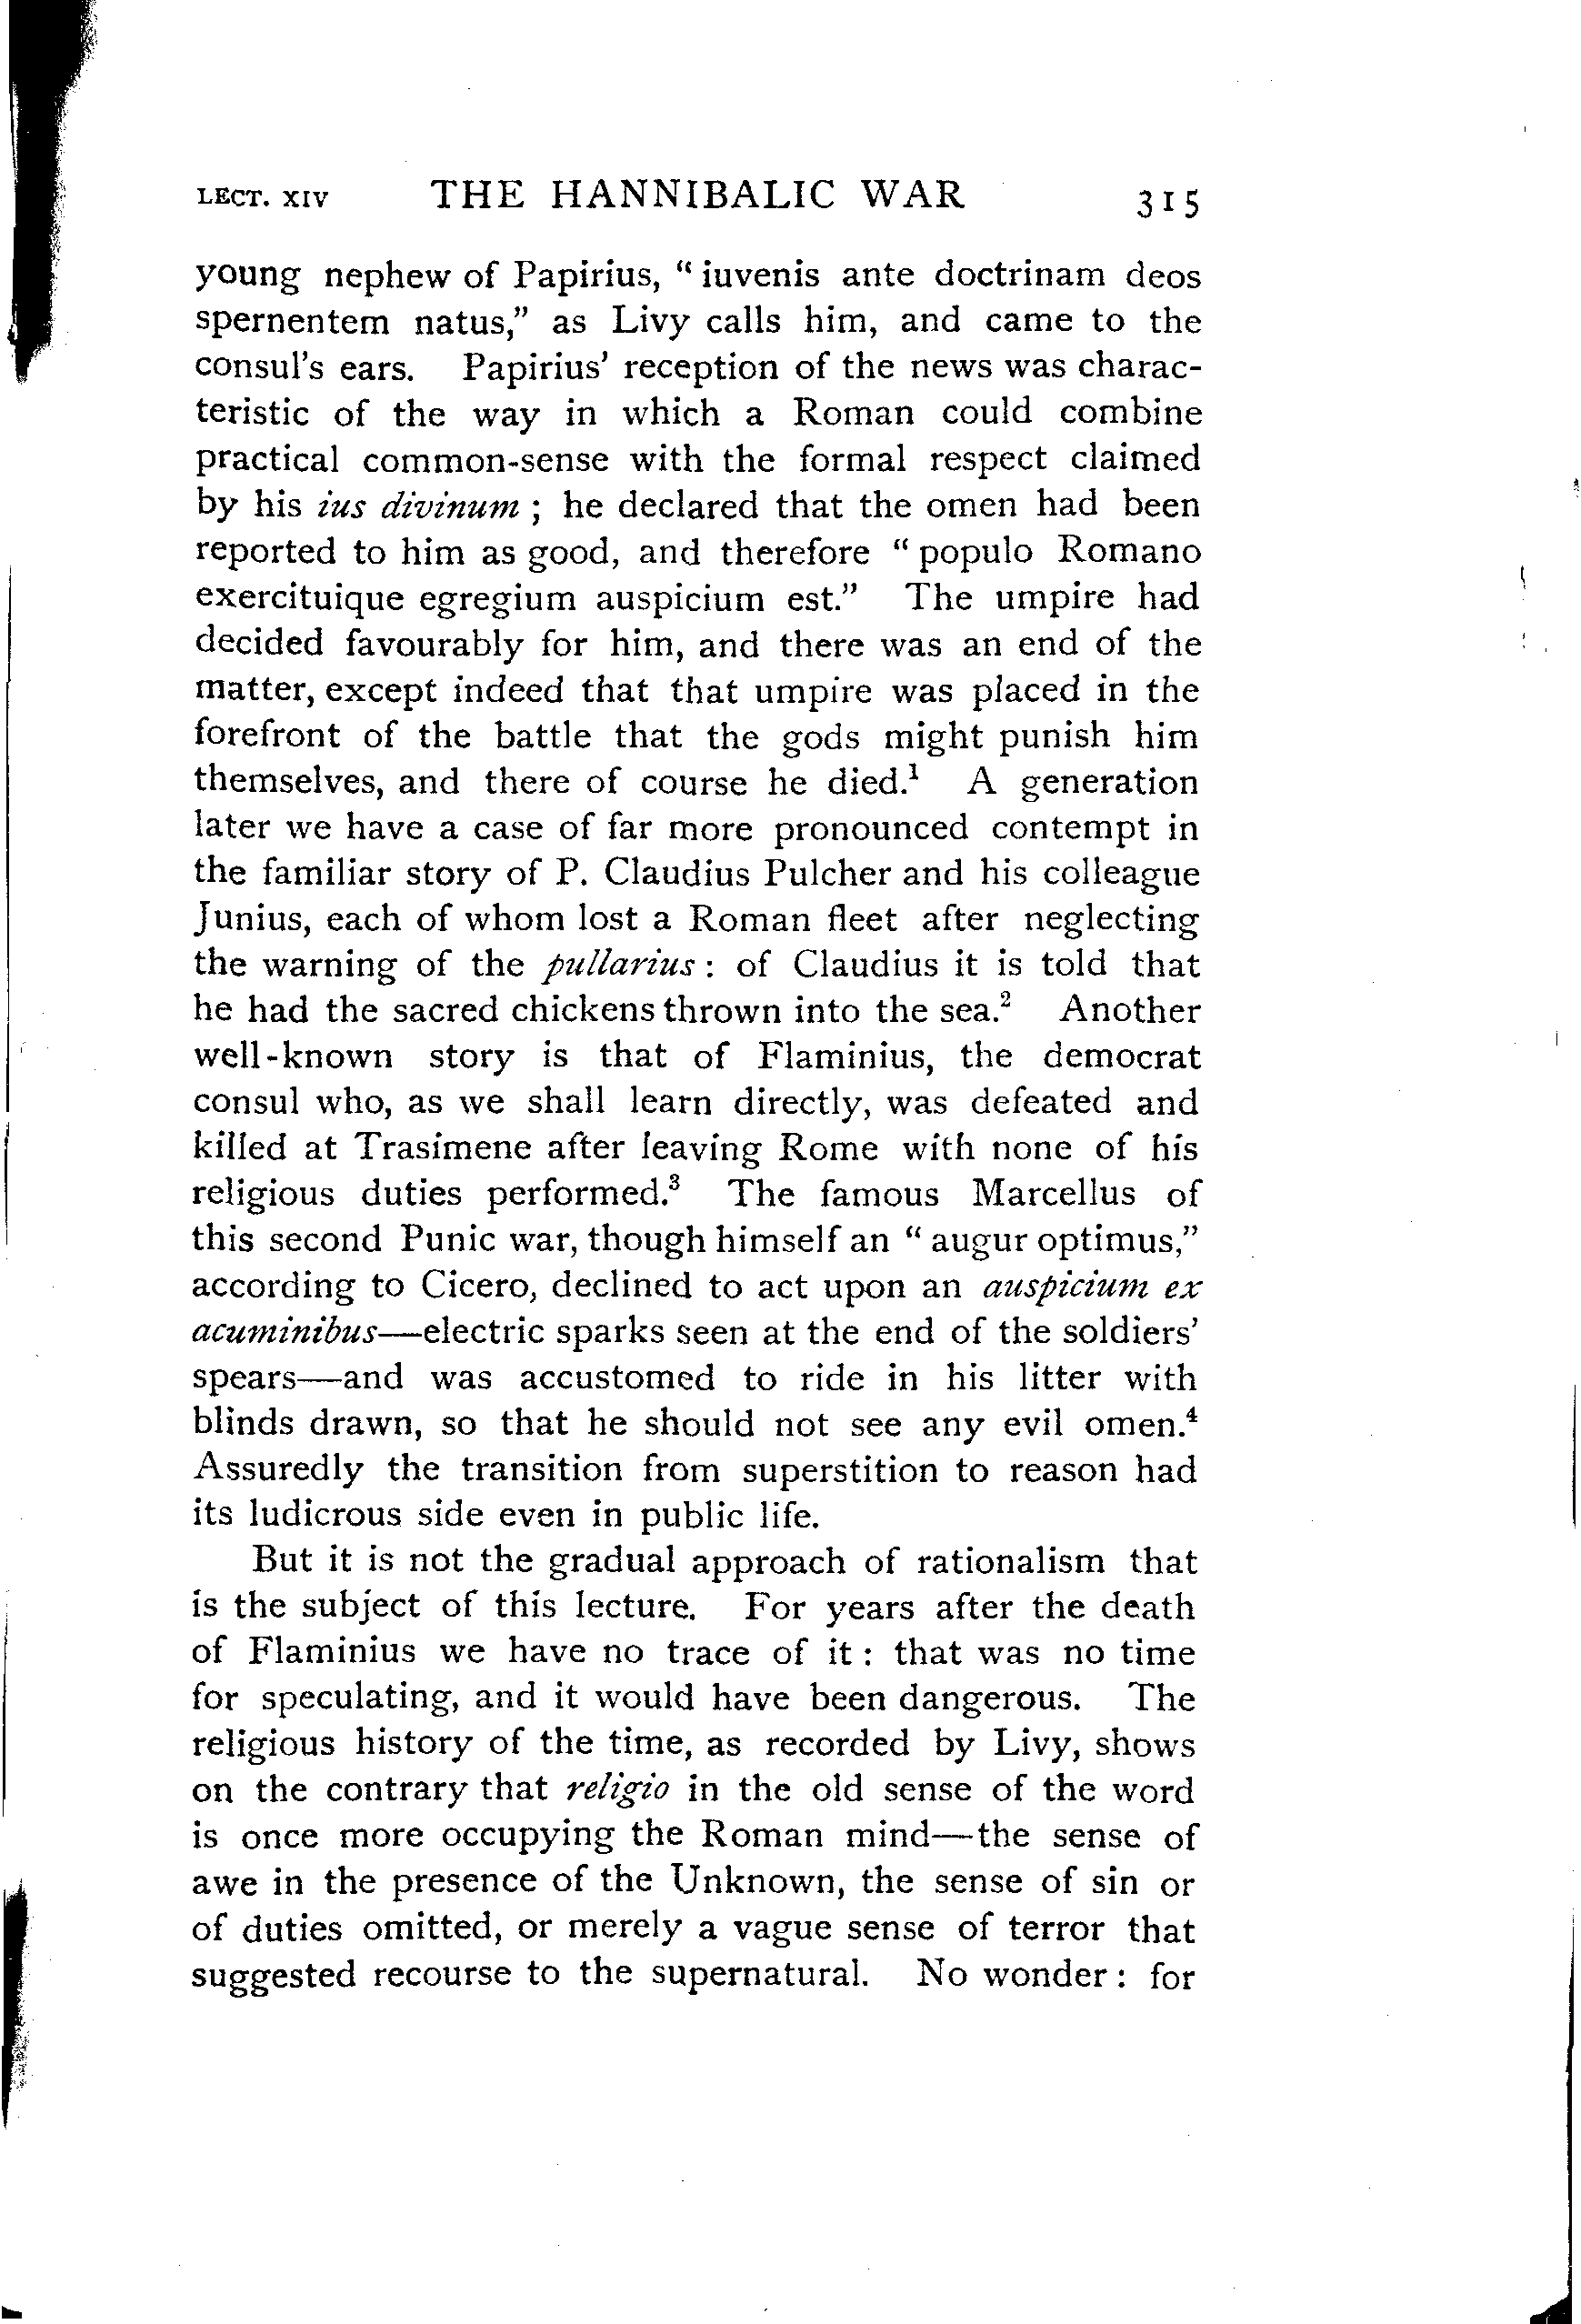 LECT. XIV THE HANNIBALIC WAR 315
young nephew of Papirius, “ iuvenis ante doctrinam deos
spernentem natus,” as Livy calls him, and came to the
consul’s ears. Papirius’ reception of the news was charac-
teristic of the way in which a Roman could combine
practical common-sense with the formal respect claimed
by his ius divinum ; he declared that the omen had been
reported to him as good, and therefore “ populo Romano
exercituique egregium auspicium est.” The umpire had
decided favourably for him, and there was an end of the
matter, except indeed that that umpire was placed in the
forefront of the battle that the gods might punish him
themselves, and there of course he died.¹ A generation
later we have a case of far more pronounced contempt in
the familiar story of P. Claudius Pulcher and his colleague
Junius, each of whom lost a Roman fleet after neglecting
the warning of the pullarius : of Claudius it is told that
he had the sacred chickens thrown into the sea.² Another
well-known story is that of Flaminius, the democrat
consul who, as we shall learn directly, was defeated and
killed at Trasimene after leaving Rome with none of his
religious duties performed.³ The famous Marcellus of
this second Punic war, though himself an “ augur optimus,”
according to Cicero, declined to act upon an auspicium ex
acuminibus—electric sparks seen at the end of the soldiers’
spears—and was accustomed to ride in his litter with
blinds drawn, so that he should not see any evil omen.⁴
Assuredly the transition from superstition to reason had
its ludicrous side even in public life.
But it is not the gradual approach of rationalism that
is the subject of this lecture. For years after the death
of Flaminius we have no trace of it : that was no time
for speculating, and it would have been dangerous. The
religious history of the time, as recorded by Livy, shows
on the contrary that religio in the old sense of the word
is once more occupying the Roman mind—the sense of
awe in the presence of the Unknown, the sense of sin or
of duties omitted, or merely a vague sense of terror that
suggested recourse to the supernatural. No wonder : for